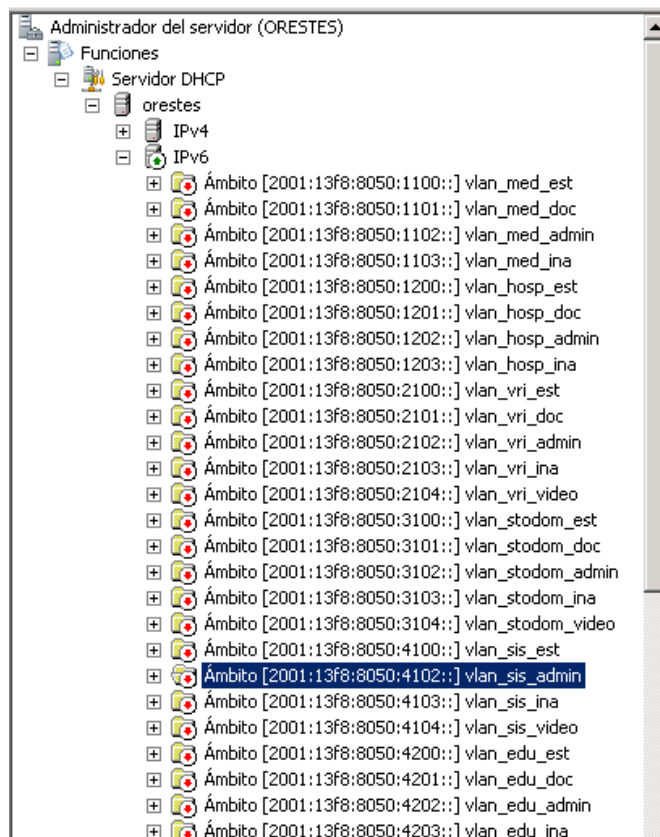 Administrador del servidor (ORESTES)
Funciones
Servidor DHCP
orestes
IPv4
IPv6
Ámbito [2001:13f8:8050:1100::] vlan_med_est
Ámbito [2001:13f8:8050:1101::] vlan_med_doc
Ámbito [2001:13f8:8050:1102::] vlan_med_admin
Ámbito [2001:13f8:8050:1103::] vlan_med_ina
Ámbito [2001:13f8:8050:1200::] vlan_hosp_est
Ámbito [2001:13f8:8050:1201::] vlan_hosp_doc
Ámbito [2001:13f8:8050:1202::] vlan_hosp_admin
Ámbito [2001:13f8:8050:1203::] vlan_hosp_ina
Ámbito [2001:13f8:8050:2100::] vlan_vri_est
Ámbito [2001:13f8:8050:2101::] vlan_vri_doc
Ámbito [2001:13f8:8050:2102::] vlan_vri_admin
Ámbito [2001:13f8:8050:2103::] vlan_vri_ina
Ámbito [2001:13f8:8050:2104::] vlan_vri_video
Ámbito [2001:13f8:8050:3100::] vlan_stodom_est
Ámbito [2001:13f8:8050:3101::] vlan_stodom_doc
Ámbito [2001:13f8:8050:3102::] vlan_stodom_admin
Ámbito [2001:13f8:8050:3103::] vlan_stodom_ina
Ámbito [2001:13f8:8050:3104::] vlan_stodom_video
Ámbito [2001:13f8:8050:4100::] vlan_sis_est
Ámbito [2001:13f8:8050:4102::] vlan_sis_admin
Ámbito [2001:13f8:8050:4103::] vlan_sis_ina
Ámbito [2001:13f8:8050:4104::] vlan_sis_video
Ámbito [2001:13f8:8050:4200::] vlan_edu_est
Ámbito [2001:13f8:8050:4201::] vlan_edu_doc
Ámbito [2001:13f8:8050:4202::] vlan_edu_admin
Ámbito [2001:13f8:8050:4203::] vlan_edu_ina